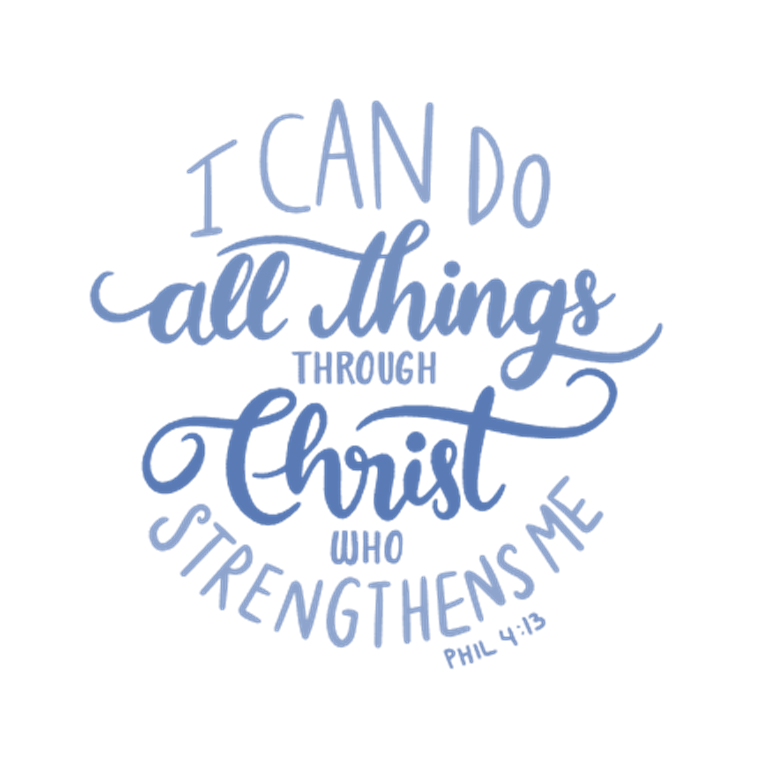 I CAN DO
all things
THROUGH
Christ
WHO
STRENGTHENS ME
PHIL 4:13